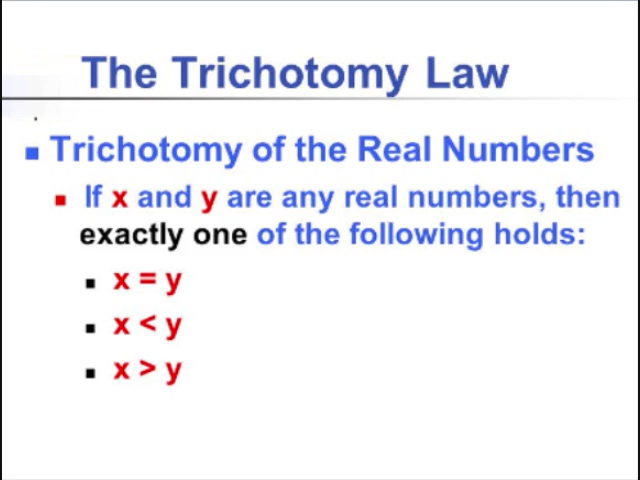 The Trichotomy Law
Trichotomy of the Real Numbers
If x and y are any real numbers, then
exactly one of the following holds:
x = y
x < y
x > y